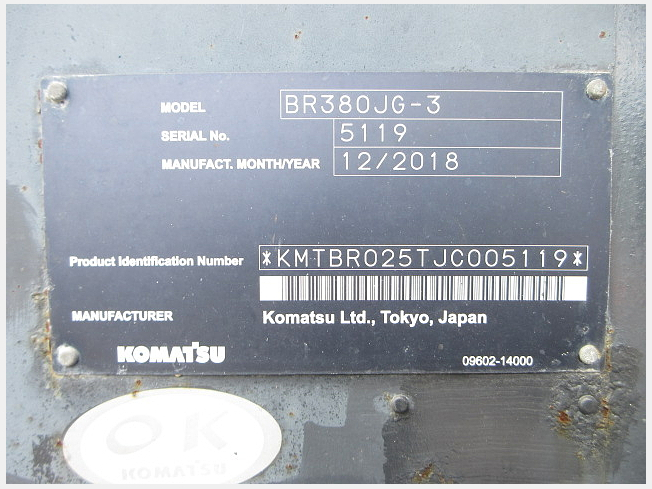 MODEL BR380JG-3
SERIAL No. 5119
MANUFACT. MONTH/YEAR 12/2018
Product Identification Number *KMTBR025TJC005119*
MANUFACTURER Komatsu Ltd., Tokyo, Japan
KOMATSU 09602-14000
OK
KOMATSU